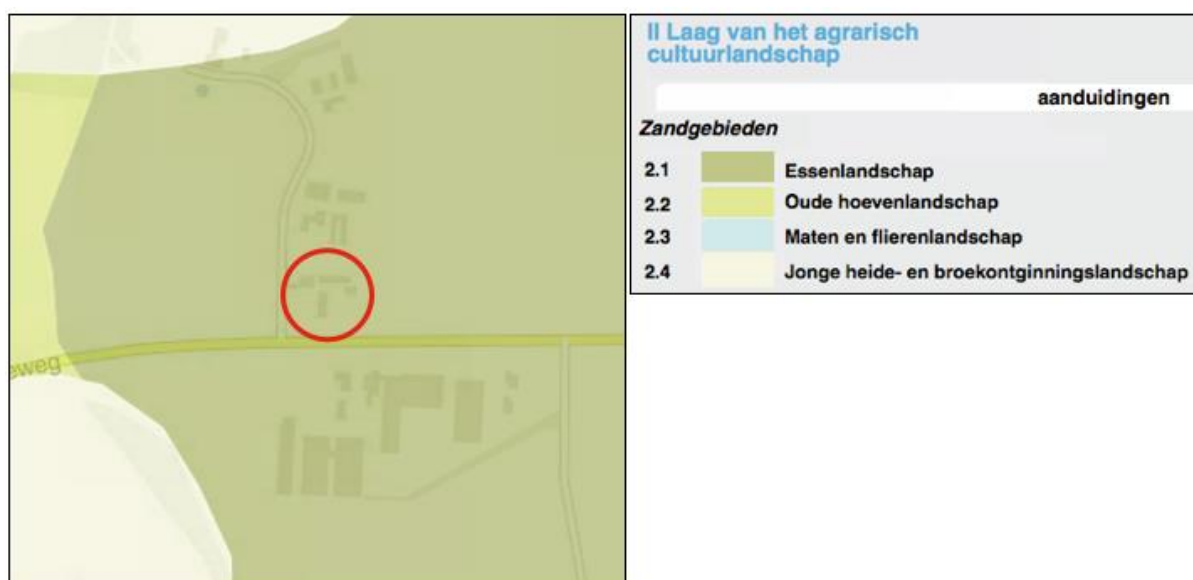 II Laag van het agrarisch
cultuurlandschap
aanduidingen
Zandgebieden
2.1 Essenlandschap
2.2 Oude hoevenlandschap
2.3 Maten en flierenlandschap
2.4 Jonge heide- en broekontginningslandschap
eweg